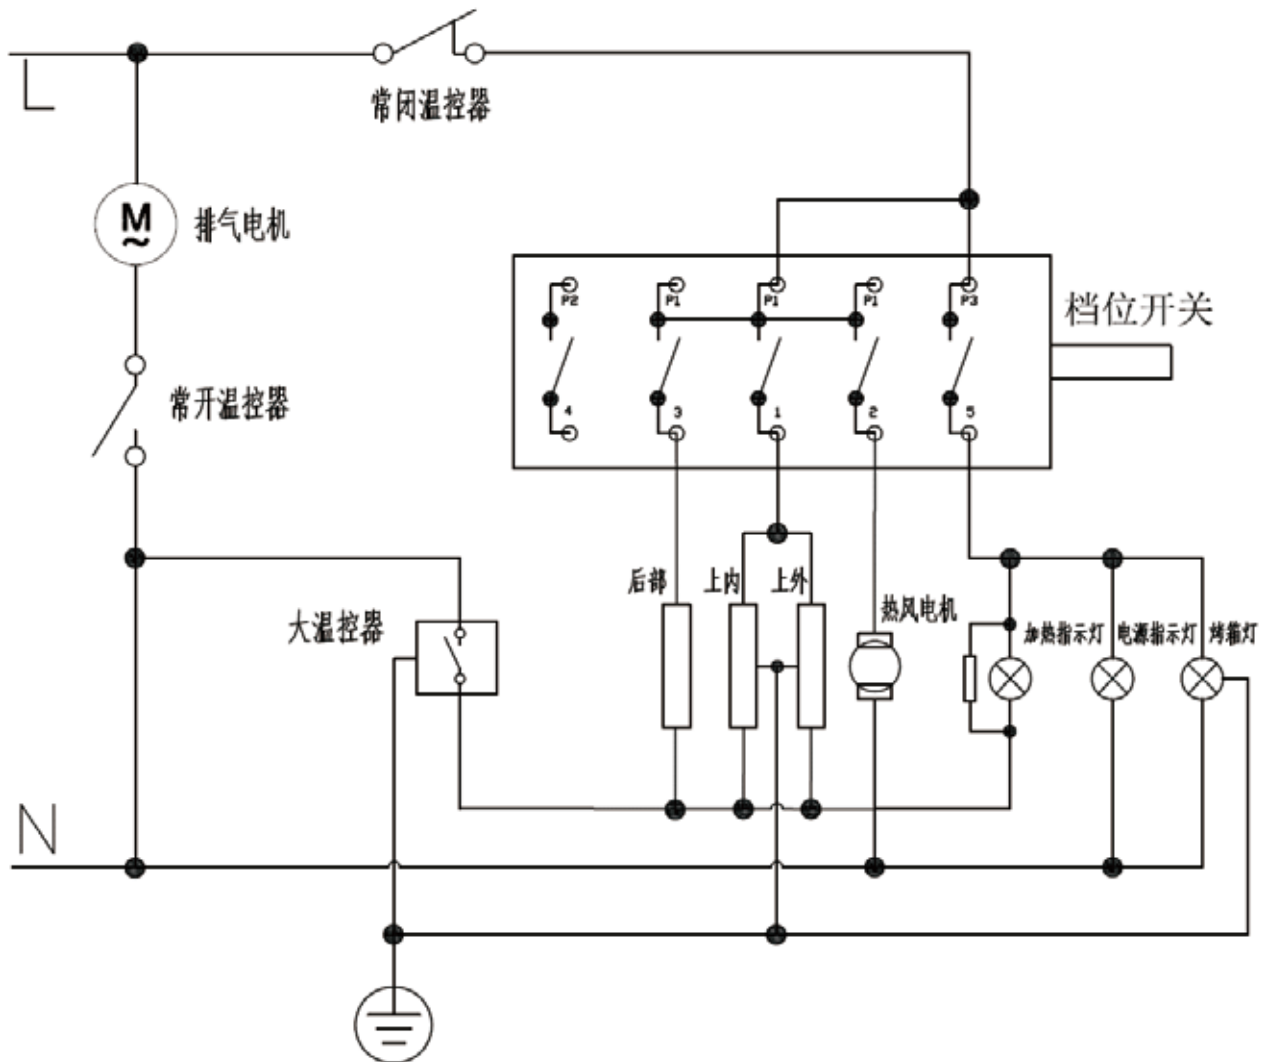 L
常闭温控器
M
~
排气电机
P2 P1 P1 P1 P3
档位开关
常开温控器
4 3 1 2 5
后部 上内 上外
热风电机
大温控器
加热指示灯 电源指示灯 烤箱灯
N